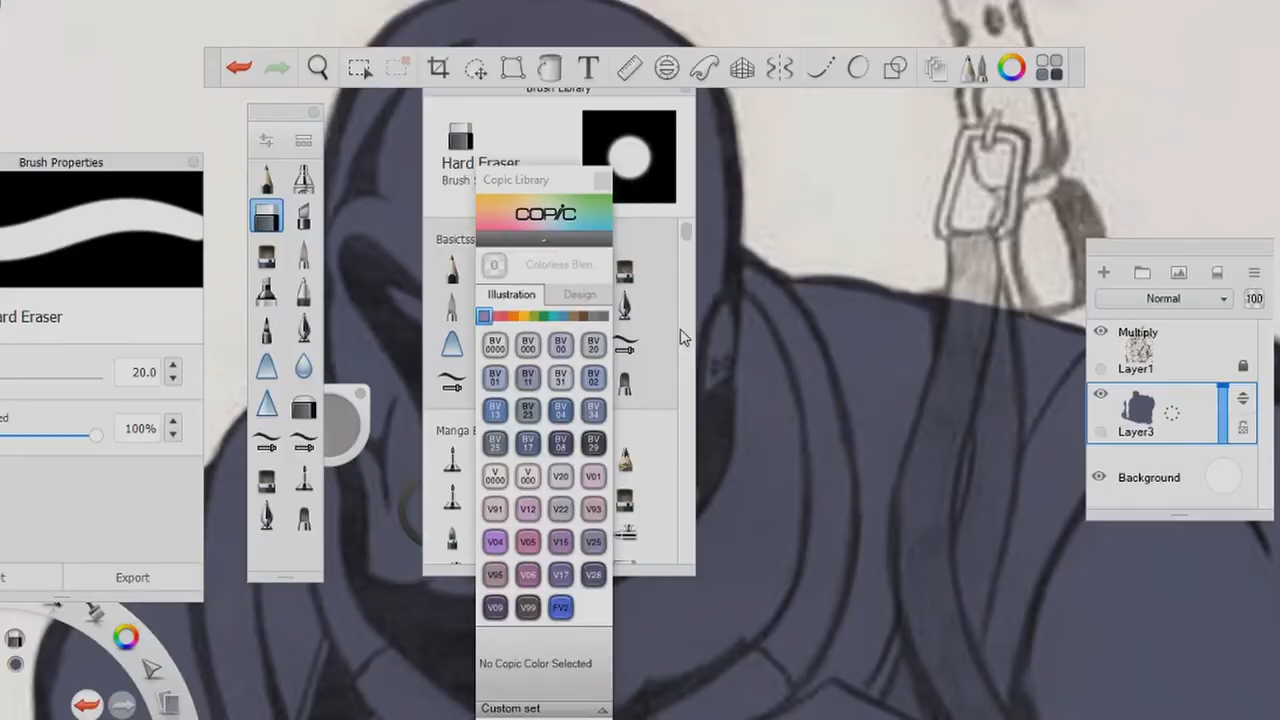 T
Brush Library
Brush Properties
Hard Eraser
Brush
Copic Library
COPIC
Basic
0 Colorless Blen
Illustration Design
Normal 100
Multiply
Layer1
Layer3
Background
ard Eraser
20.0
ed
100%
BV 0000 BV 000 BV 00 BV 20
BV 01 BV 11 BV 31 BV 02
BV 13 BV 23 BV 04 BV 34
Manga
BV 25 BV 17 BV 08 BV 29
V 0000 V 000 V20 V01
V91 V12 V22 V93
V04 V05 V15 V25
V95 V06 V17 V28
V09 V99 FV2
t Export
No Copic Color Selected
Custom set